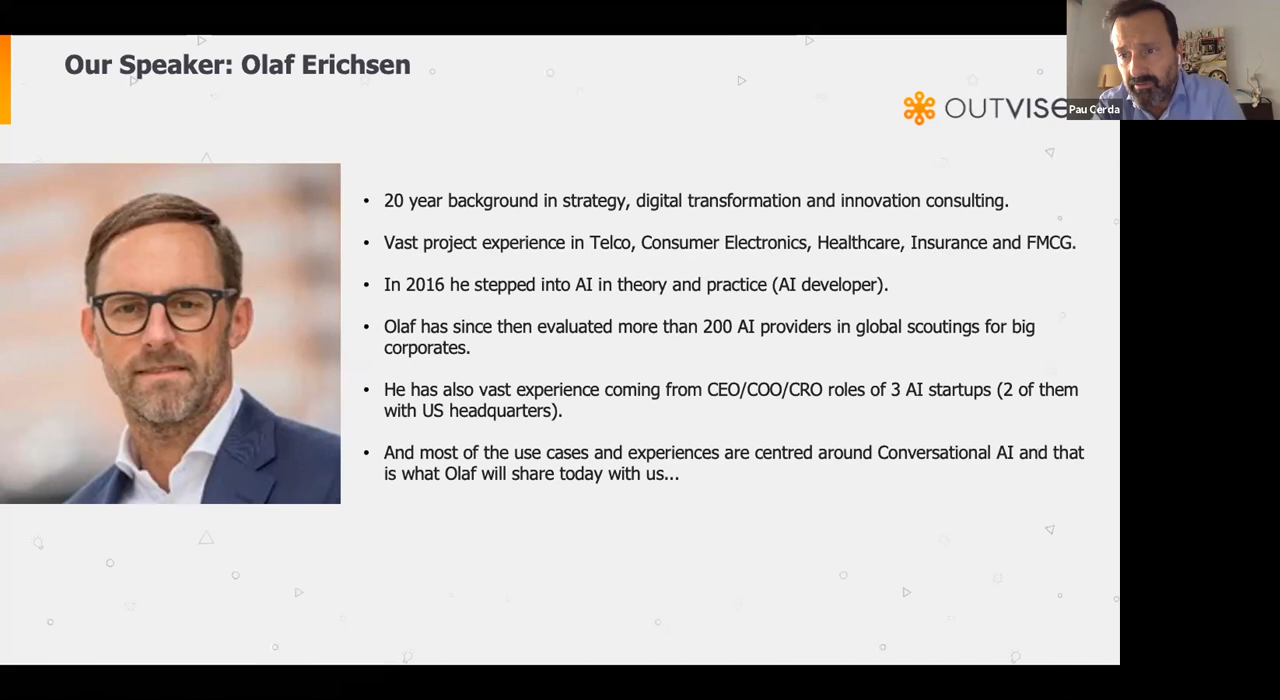 Our Speaker: Olaf Erichsen
OUTVISE
Pau Cerda
• 20 year background in strategy, digital transformation and innovation consulting.
• Vast project experience in Telco, Consumer Electronics, Healthcare, Insurance and FMCG.
• In 2016 he stepped into AI in theory and practice (AI developer).
• Olaf has since then evaluated more than 200 AI providers in global scoutings for big
corporates.
• He has also vast experience coming from CEO/COO/CRO roles of 3 AI startups (2 of them
with US headquarters).
• And most of the use cases and experiences are centred around Conversational AI and that
is what Olaf will share today with us...